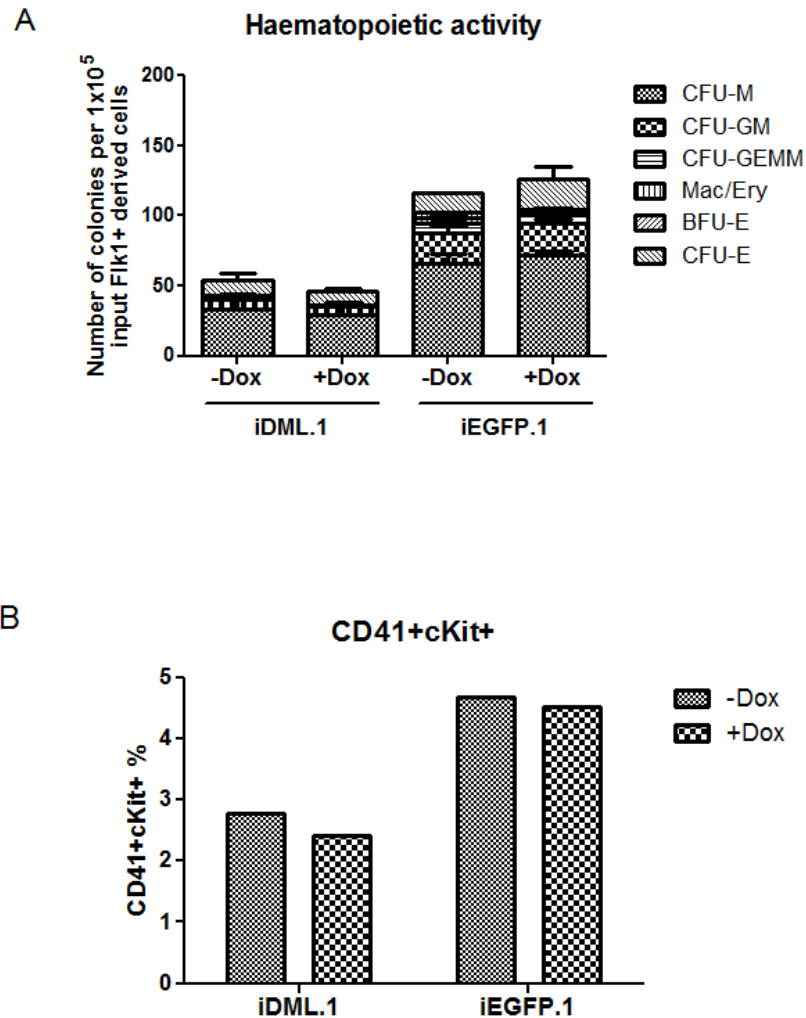 A
Haematopoietic activity
Number of colonies per 1x10⁵
input Flk1+ derived cells
200
150
100
50
0
-Dox +Dox -Dox +Dox
iDML.1 iEGFP.1
CFU-M
CFU-GM
CFU-GEMM
Mac/Ery
BFU-E
CFU-E
B
CD41+cKit+
CD41+cKit+ %
5
4
3
2
1
0
iDML.1 iEGFP.1
-Dox
+Dox